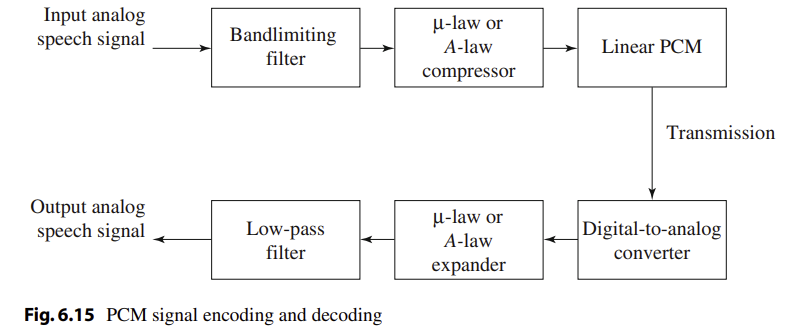 Input analog
speech signal
Bandlimiting
filter
μ-law or
A-law
compressor
Linear PCM
Transmission
Output analog
speech signal
Low-pass
filter
μ-law or
A-law
expander
Digital-to-analog
converter
Fig. 6.15 PCM signal encoding and decoding